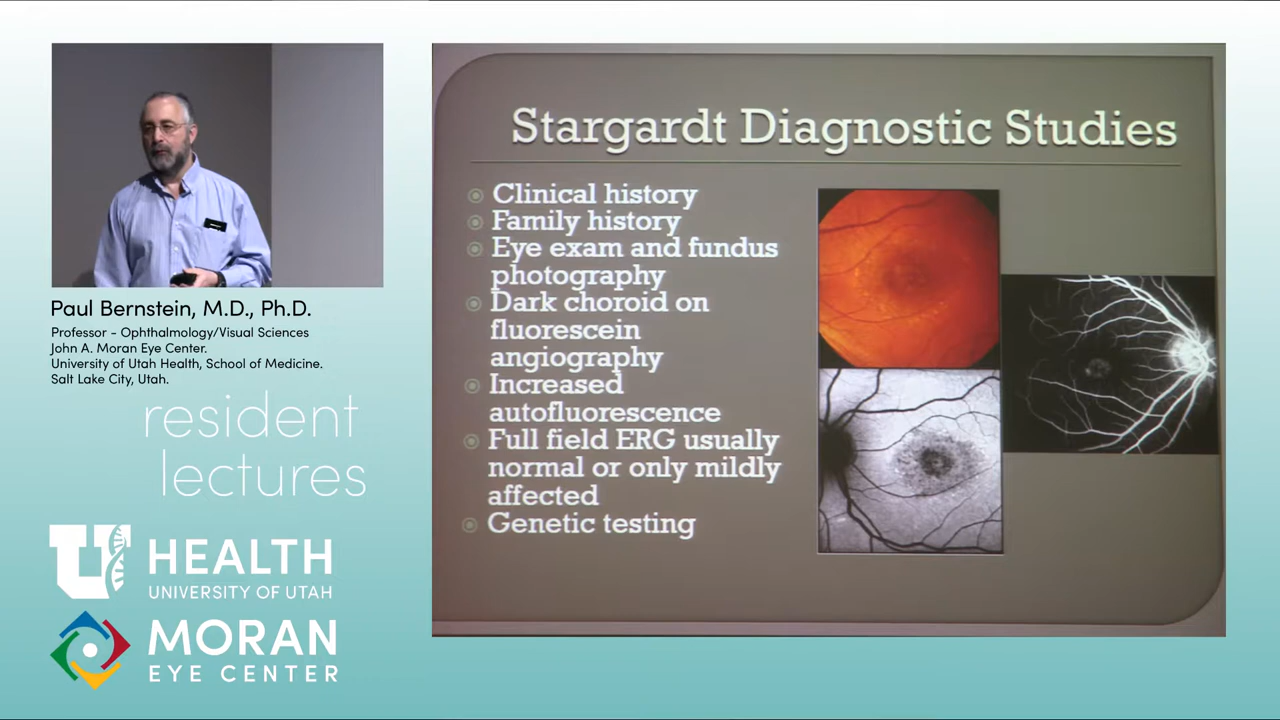 Paul Bernstein, M.D., Ph.D.
Professor - Ophthalmology/Visual Sciences
John A. Moran Eye Center.
University of Utah Health, School of Medicine.
Salt Lake City, Utah.
resident
lectures
U HEALTH
UNIVERSITY OF UTAH
MORAN
EYE CENTER
Stargardt Diagnostic Studies
Clinical history
Family history
Eye exam and fundus
photography
Dark choroid on
fluorescein
angiography
Increased
autofluorescence
Full field ERG usually
normal or only mildly
affected
Genetic testing